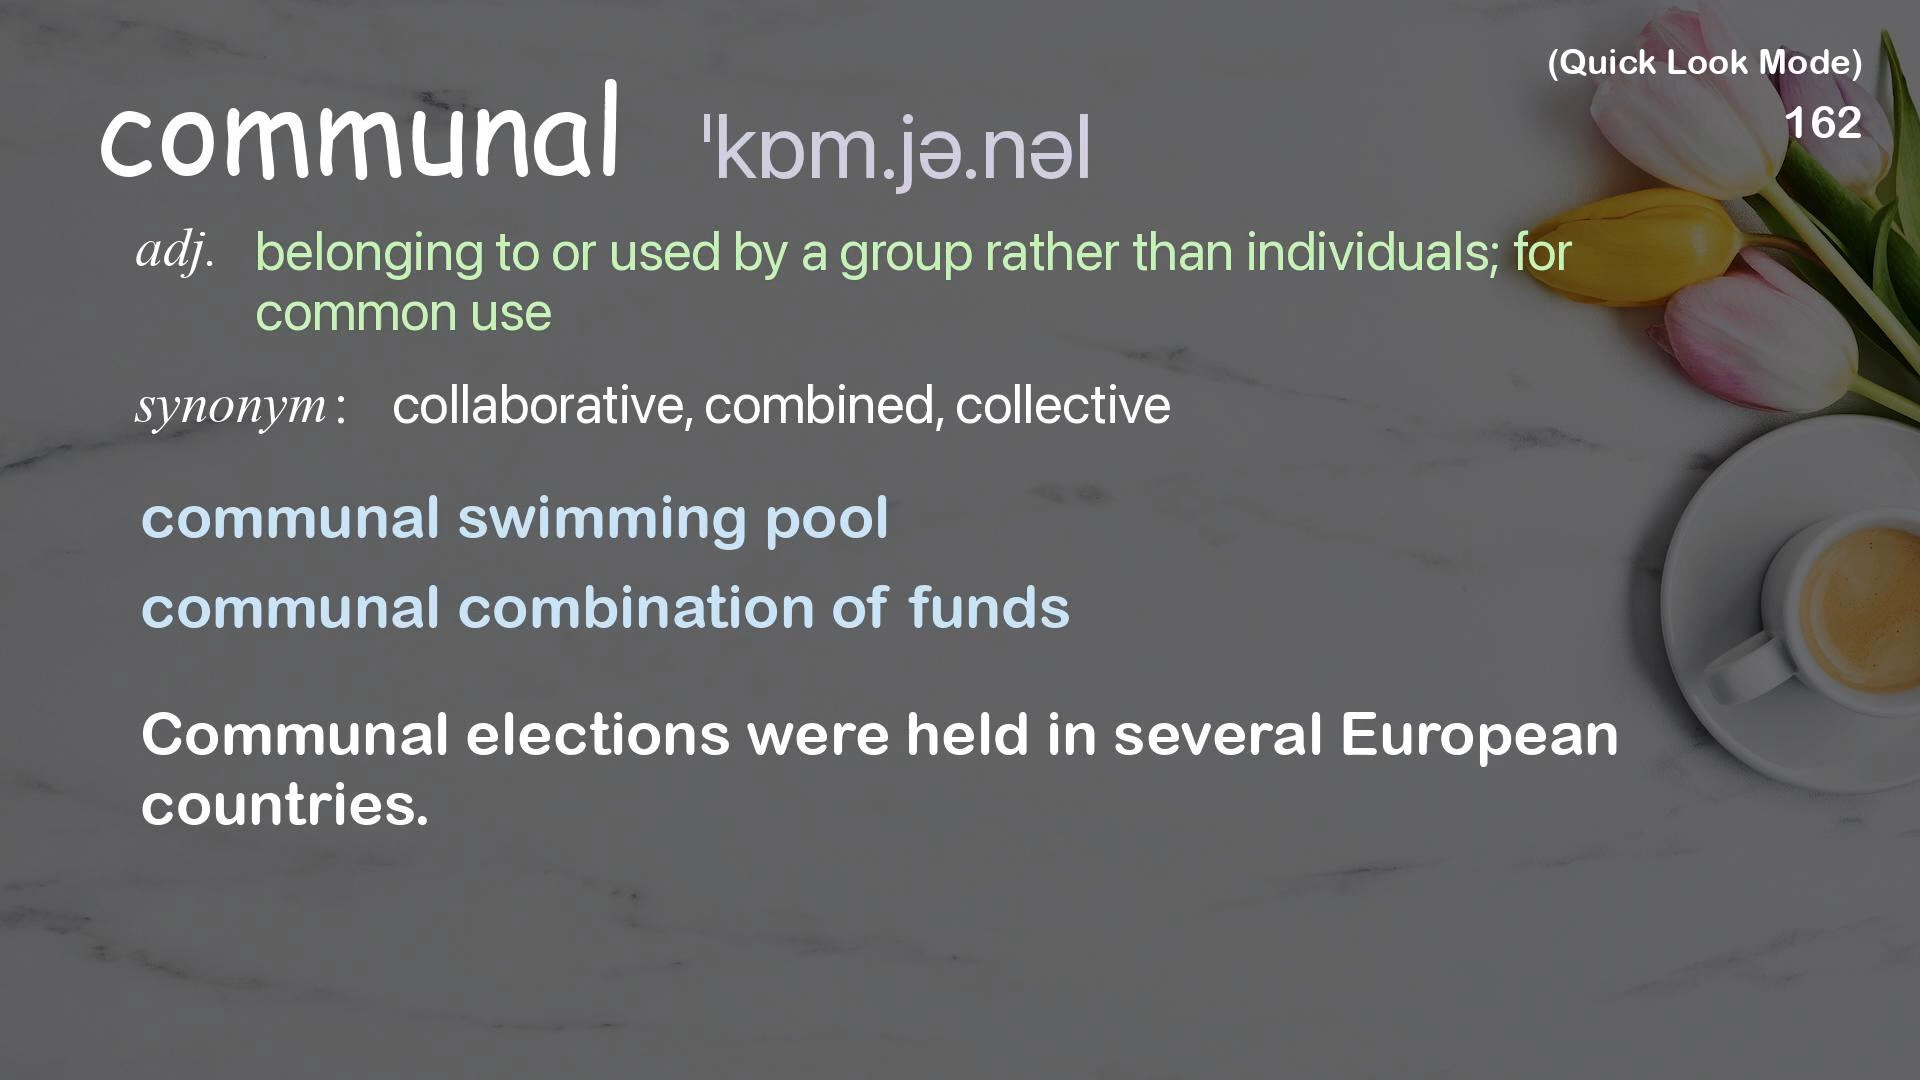 (Quick Look Mode)
162
communal ˈkɒm.jə.nəl
adj. belonging to or used by a group rather than individuals; for
common use
synonym : collaborative, combined, collective
communal swimming pool
communal combination of funds
Communal elections were held in several European
countries.